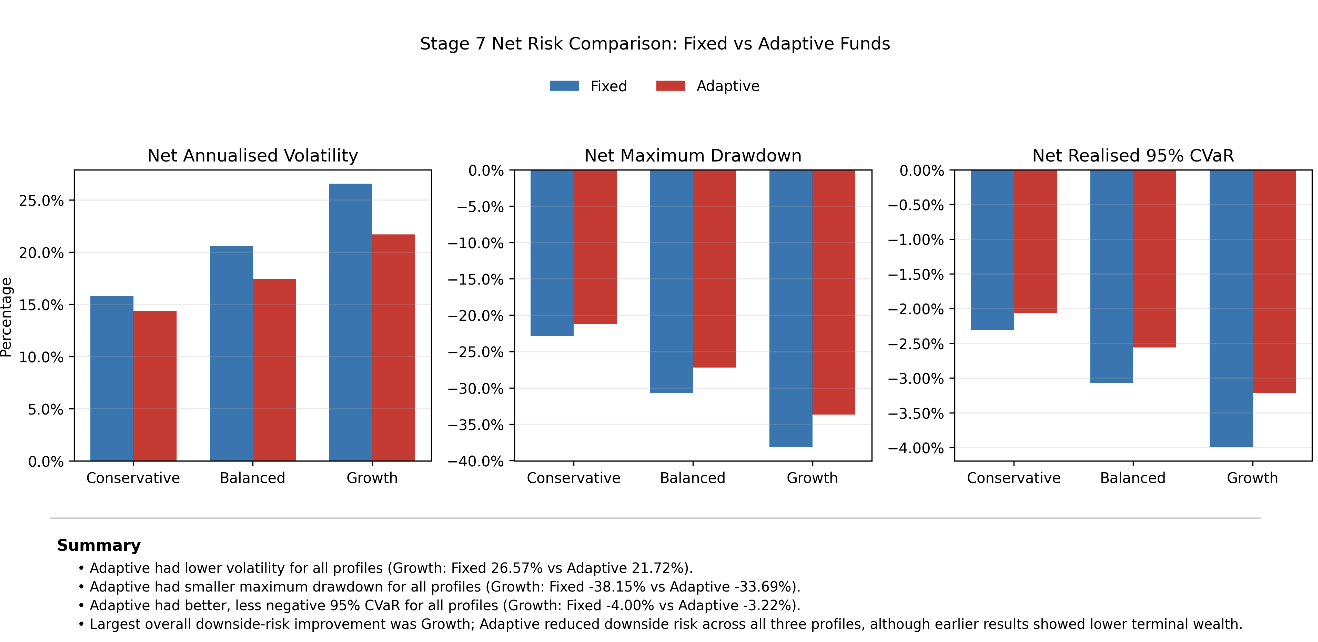 Stage 7 Net Risk Comparison: Fixed vs Adaptive Funds
Fixed
Adaptive
Net Annualised Volatility
Percentage
25.0%
20.0%
15.0%
10.0%
5.0%
0.0%
Conservative
Balanced
Growth
Net Maximum Drawdown
0.0%
−5.0%
−10.0%
−15.0%
−20.0%
−25.0%
−30.0%
−35.0%
−40.0%
Conservative
Balanced
Growth
Net Realised 95% CVaR
0.00%
−0.50%
−1.00%
−1.50%
−2.00%
−2.50%
−3.00%
−3.50%
−4.00%
Conservative
Balanced
Growth
Summary
• Adaptive had lower volatility for all profiles (Growth: Fixed 26.57% vs Adaptive 21.72%).
• Adaptive had smaller maximum drawdown for all profiles (Growth: Fixed -38.15% vs Adaptive -33.69%).
• Adaptive had better, less negative 95% CVaR for all profiles (Growth: Fixed -4.00% vs Adaptive -3.22%).
• Largest overall downside-risk improvement was Growth; Adaptive reduced downside risk across all three profiles, although earlier results showed lower terminal wealth.